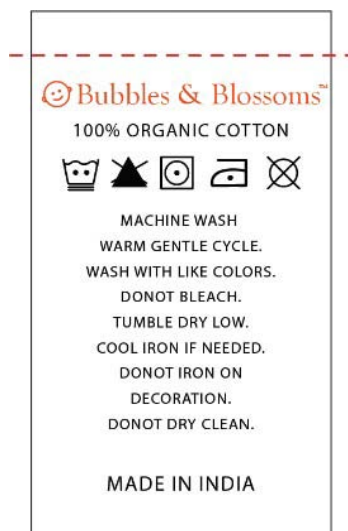 Bubbles & Blossoms™
100% ORGANIC COTTON
MACHINE WASH
WARM GENTLE CYCLE.
WASH WITH LIKE COLORS.
DONOT BLEACH.
TUMBLE DRY LOW.
COOL IRON IF NEEDED.
DONOT IRON ON
DECORATION.
DONOT DRY CLEAN.
MADE IN INDIA